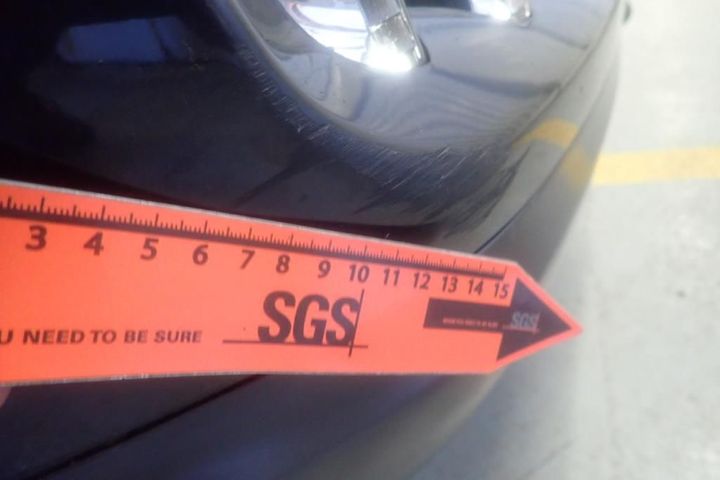 3 4 5 6 7 8 9 10 11 12 13 14 15
SGS
U NEED TO BE SURE
SGS